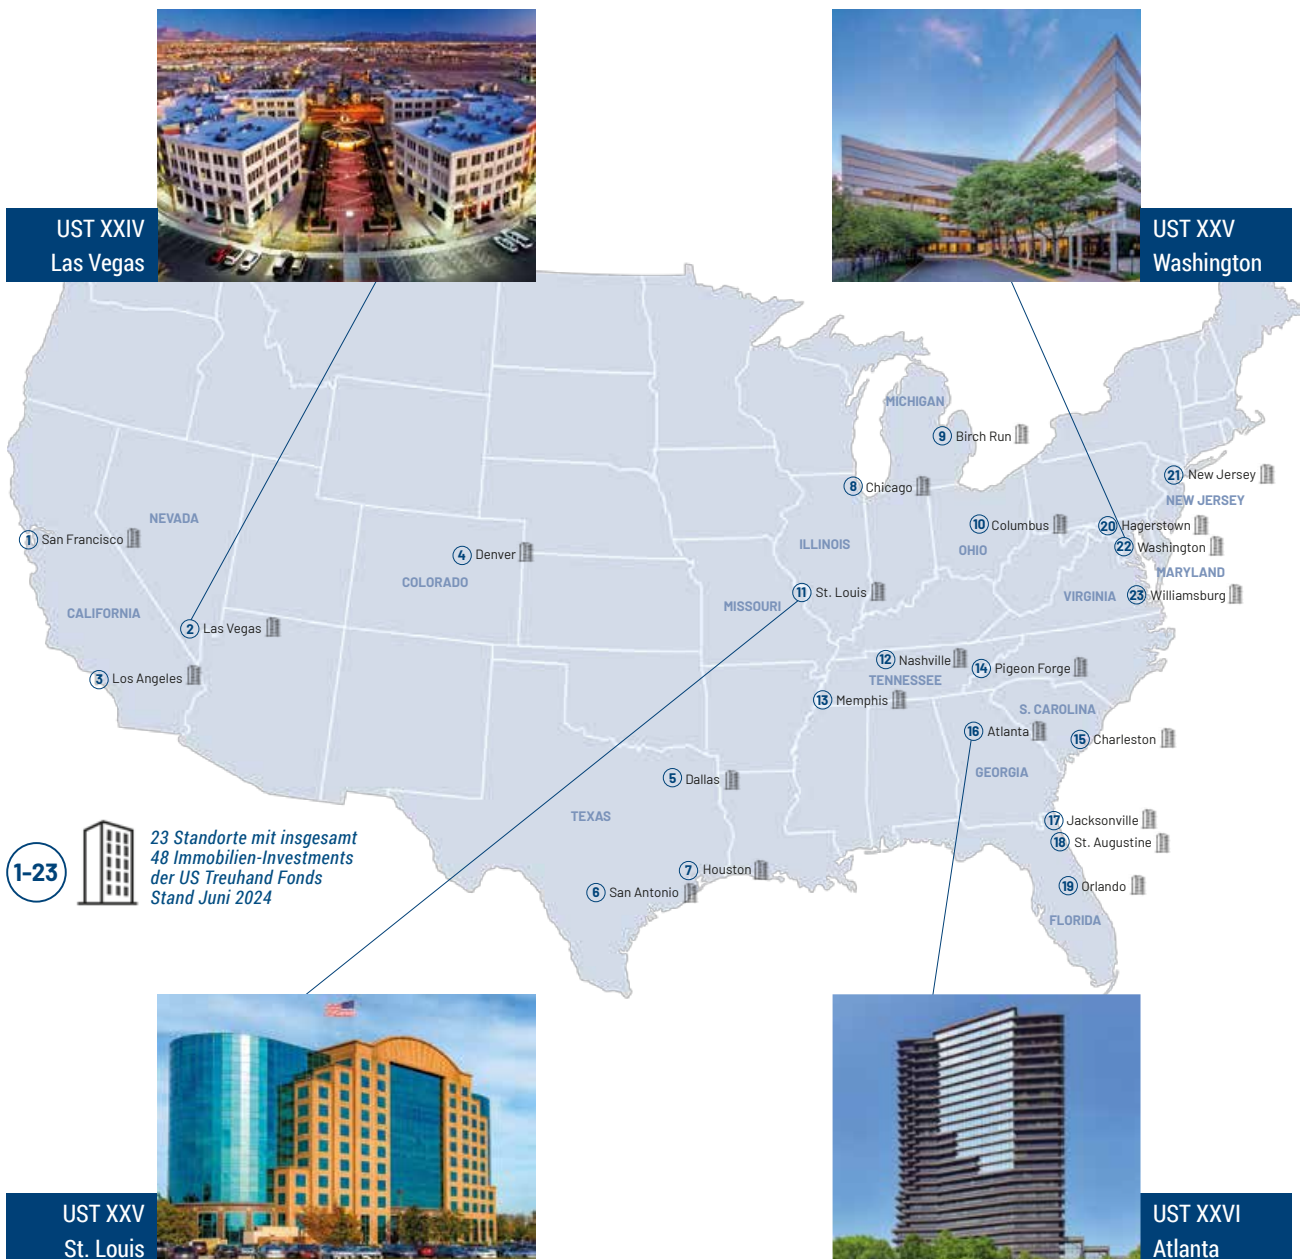 UST XXIV
Las Vegas
UST XXV
Washington
MICHIGAN
9 Birch Run
8 Chicago
21 New Jersey
NEW JERSEY
NEVADA
1 San Francisco
4 Denver
COLORADO
ILLINOIS
10 Columbus
OHIO
20 Hagerstown
22 Washington
MARYLAND
CALIFORNIA
2 Las Vegas
MISSOURI
11 St. Louis
VIRGINIA
23 Williamsburg
3 Los Angeles
12 Nashville
TENNESSEE
14 Pigeon Forge
13 Memphis
S. CAROLINA
16 Atlanta
15 Charleston
GEORGIA
5 Dallas
TEXAS
17 Jacksonville
18 St. Augustine
7 Houston
6 San Antonio
19 Orlando
FLORIDA
1-23
23 Standorte mit insgesamt
48 Immobilien-Investments
der US Treuhand Fonds
Stand Juni 2024
UST XXV
St. Louis
UST XXVI
Atlanta